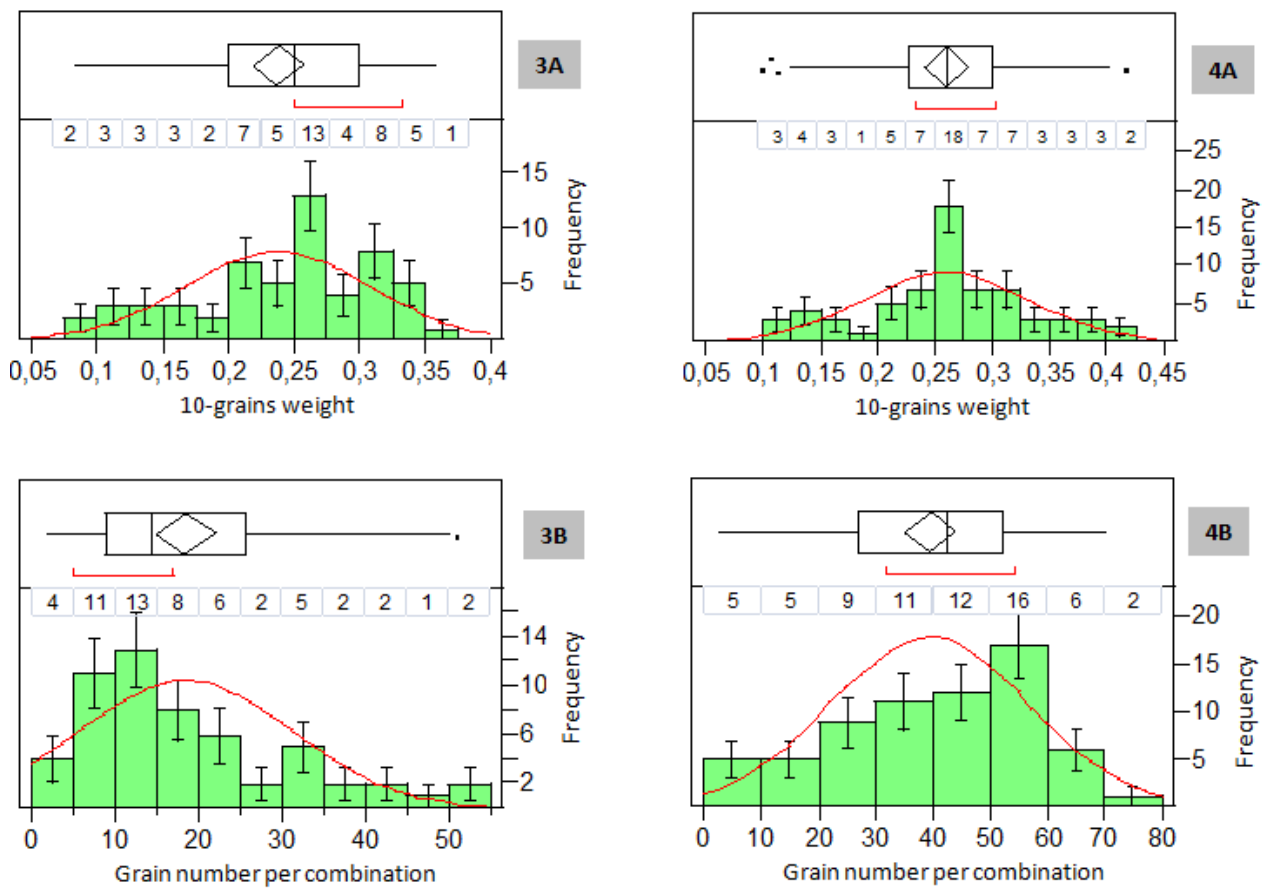 3A
2 3 3 3 2 7 5 13 4 8 5 1
15
10
5
Frequency
0,05 0,1 0,15 0,2 0,25 0,3 0,35 0,4
10-grains weight
4A
3 4 3 1 5 7 18 7 7 3 3 3 2
25
20
15
10
5
Frequency
0,05 0,1 0,15 0,2 0,25 0,3 0,35 0,4 0,45
10-grains weight
3B
4 11 13 8 6 2 5 2 2 1 2
14
10
6
2
Frequency
0 10 20 30 40 50
Grain number per combination
4B
5 5 9 11 12 16 6 2
20
15
10
5
Frequency
0 10 20 30 40 50 60 70 80
Grain number per combination